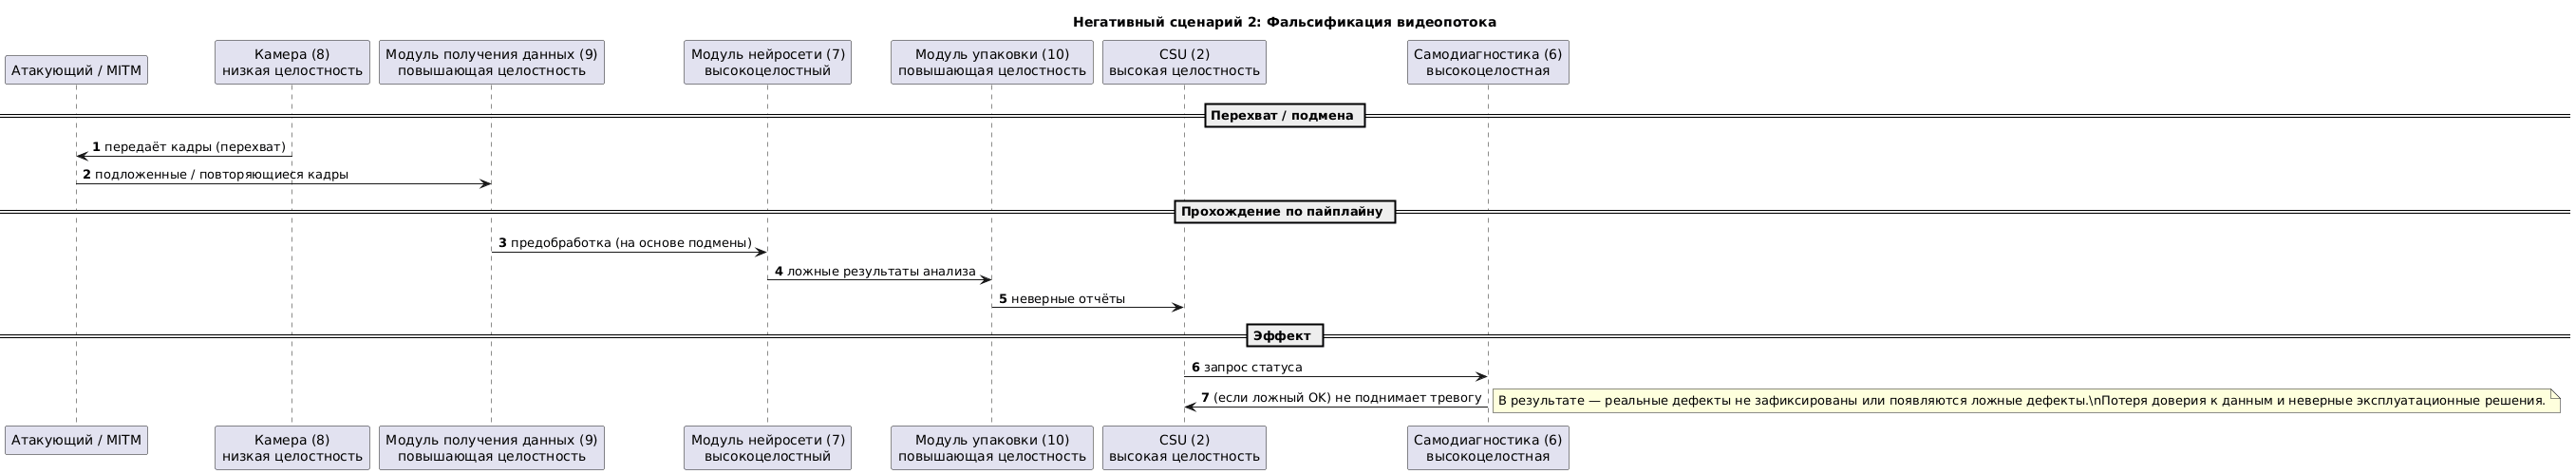 Негативный сценарий 2: Фальсификация видеопотока
Атакующий / MITM
Камера (8)
низкая целостность
Модуль получения данных (9)
повышающая целостность
Модуль нейросети (7)
высокоцелостный
Модуль упаковки (10)
повышающая целостность
CSU (2)
высокая целостность
Самодиагностика (6)
высокоцелостная
Перехват / подмена
1 передаёт кадры (перехват)
2 подложенные / повторяющиеся кадры
Прохождение по пайплайну
3 предобработка (на основе подмены)
4 ложные результаты анализа
5 неверные отчёты
Эффект
6 запрос статуса
7 (если ложный OK) не поднимает тревогу
В результате — реальные дефекты не зафиксированы или появляются ложные дефекты.\nПотеря доверия к данным и неверные эксплуатационные решения.
Атакующий / MITM
Камера (8)
низкая целостность
Модуль получения данных (9)
повышающая целостность
Модуль нейросети (7)
высокоцелостный
Модуль упаковки (10)
повышающая целостность
CSU (2)
высокая целостность
Самодиагностика (6)
высокоцелостная